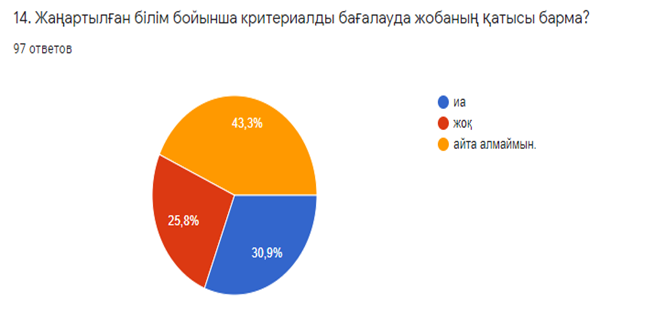 14. Жаңартылған білім бойынша критериалды бағалауда жобаның қатысы барма?
97 ответов
иа
жоқ
айта алмаймын.
43,3%
25,8%
30,9%